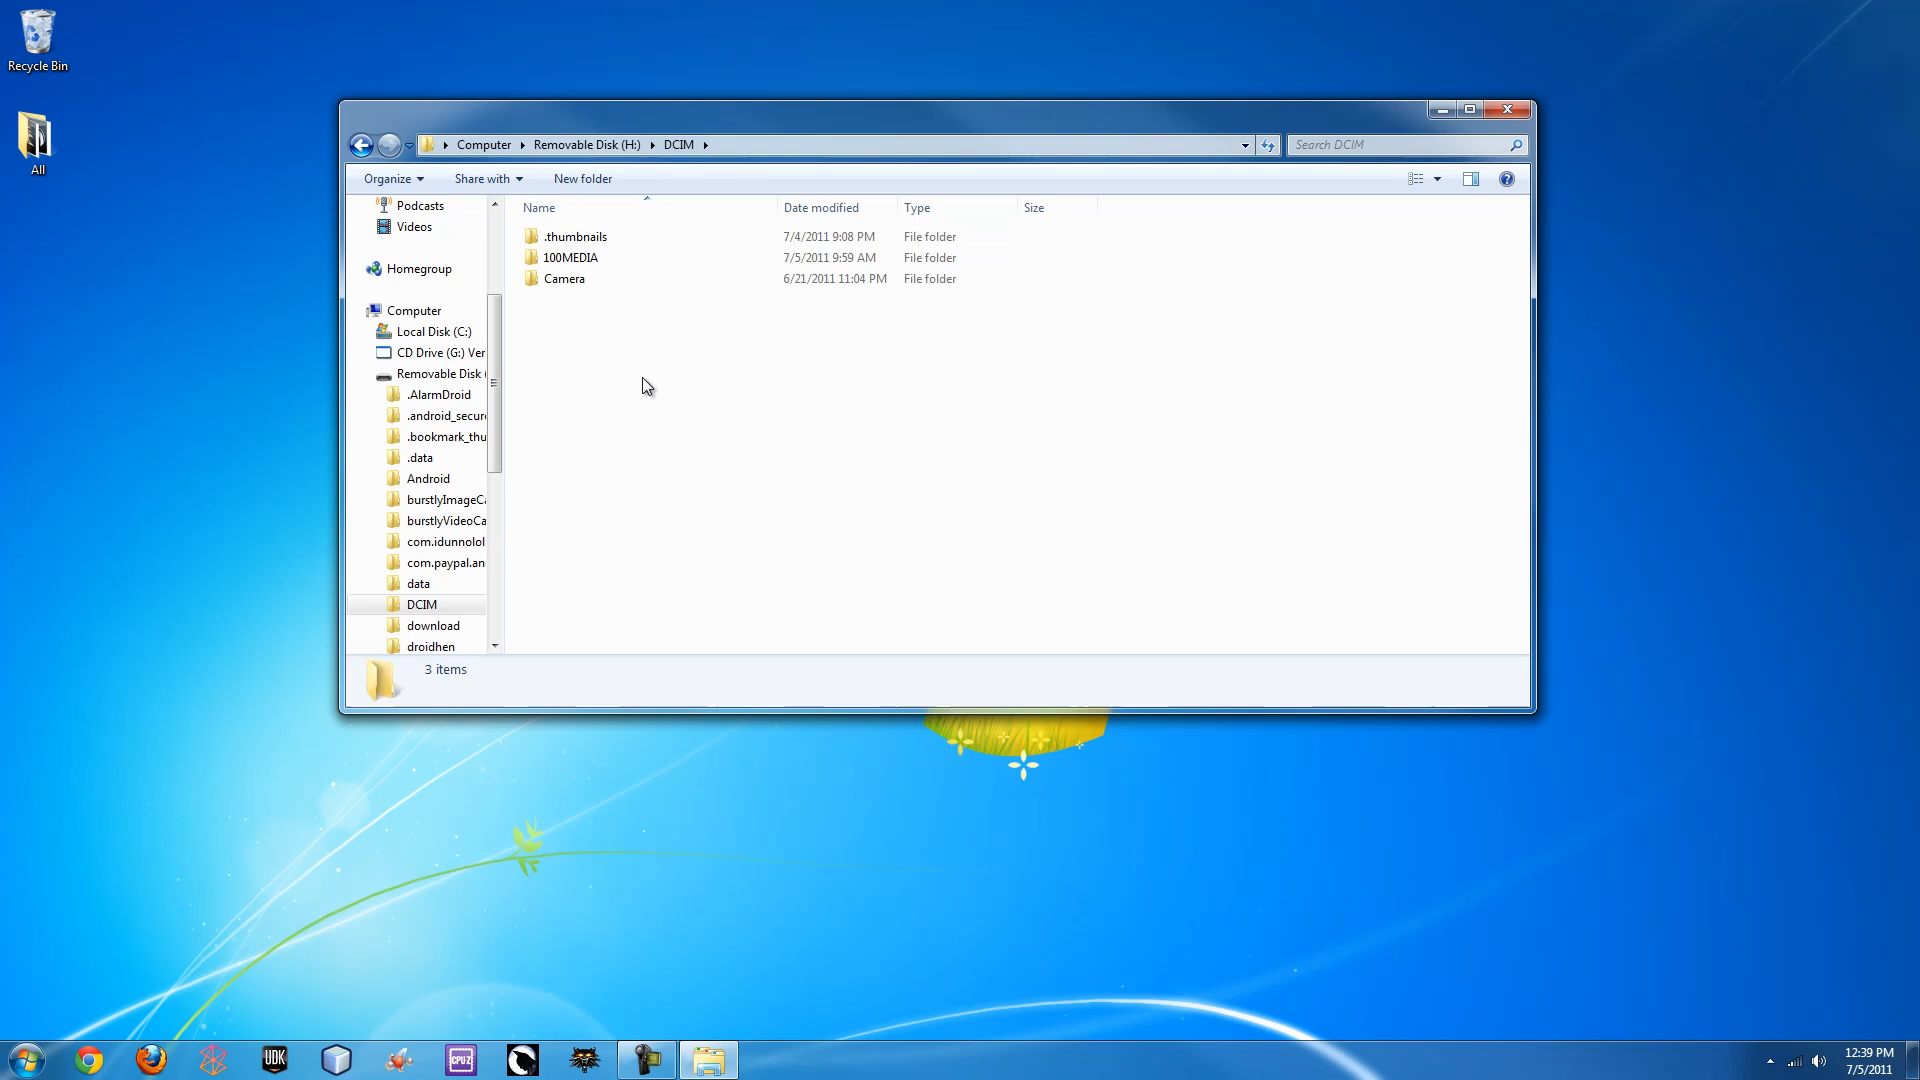 Recycle Bin
All
Computer Removable Disk (H:) DCIM
Search DCIM
Organize Share with New folder
Name Date modified Type Size
.thumbnails 7/4/2011 9:08 PM File folder
100MEDIA 7/5/2011 9:59 AM File folder
Camera 6/21/2011 11:04 PM File folder
Podcasts
Videos
Homegroup
Computer
Local Disk (C:)
CD Drive (G:) Ver
Removable Disk (
.AlarmDroid
.android_secure
.bookmark_thu
.data
Android
burstlyImageCa
burstlyVideoCa
com.idunnolol
com.paypal.an
data
DCIM
download
droidhen
3 items
UDK
CPU-Z
12:39 PM
7/5/2011